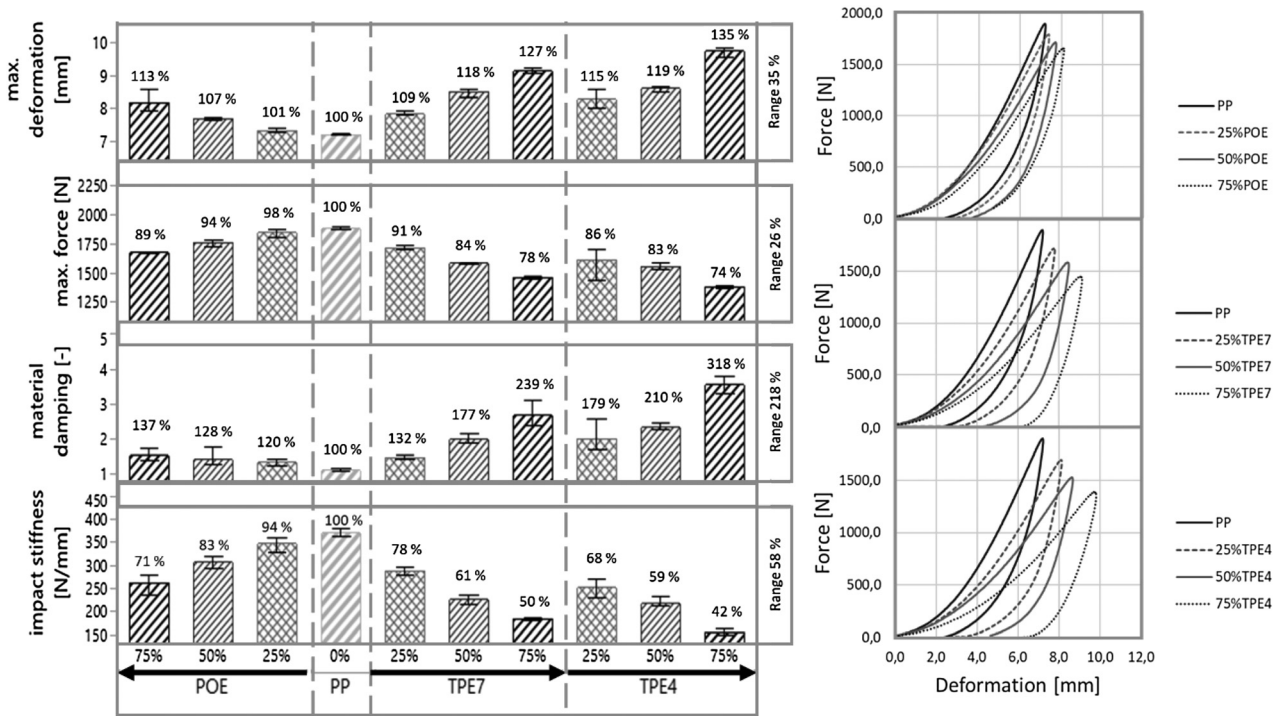 max.
deformation
[mm]
10
9
8
7
113 %
107 %
101 %
100 %
109 %
118 %
127 %
115 %
119 %
135 %
Range 35 %
max. force [N]
2250
2000
1750
1500
1250
89 %
94 %
98 %
100 %
91 %
84 %
78 %
86 %
83 %
74 %
Range 26 %
material
damping [-]
5
4
3
2
1
137 %
128 %
120 %
100 %
132 %
177 %
239 %
179 %
210 %
318 %
Range 218 %
impact stiffness
[N/mm]
450
400
350
300
250
200
150
71 %
83 %
94 %
100 %
78 %
61 %
50 %
68 %
59 %
42 %
Range 58 %
75% 50% 25% 0% 25% 50% 75% 25% 50% 75%
POE PP TPE7 TPE4
Force [N]
2000,0
1500,0
1000,0
500,0
0,0
PP
25%POE
50%POE
75%POE
Force [N]
1500,0
1000,0
500,0
0,0
PP
25%TPE7
50%TPE7
75%TPE7
Force [N]
1500,0
1000,0
500,0
0,0
PP
25%TPE4
50%TPE4
75%TPE4
0,0 2,0 4,0 6,0 8,0 10,0 12,0
Deformation [mm]